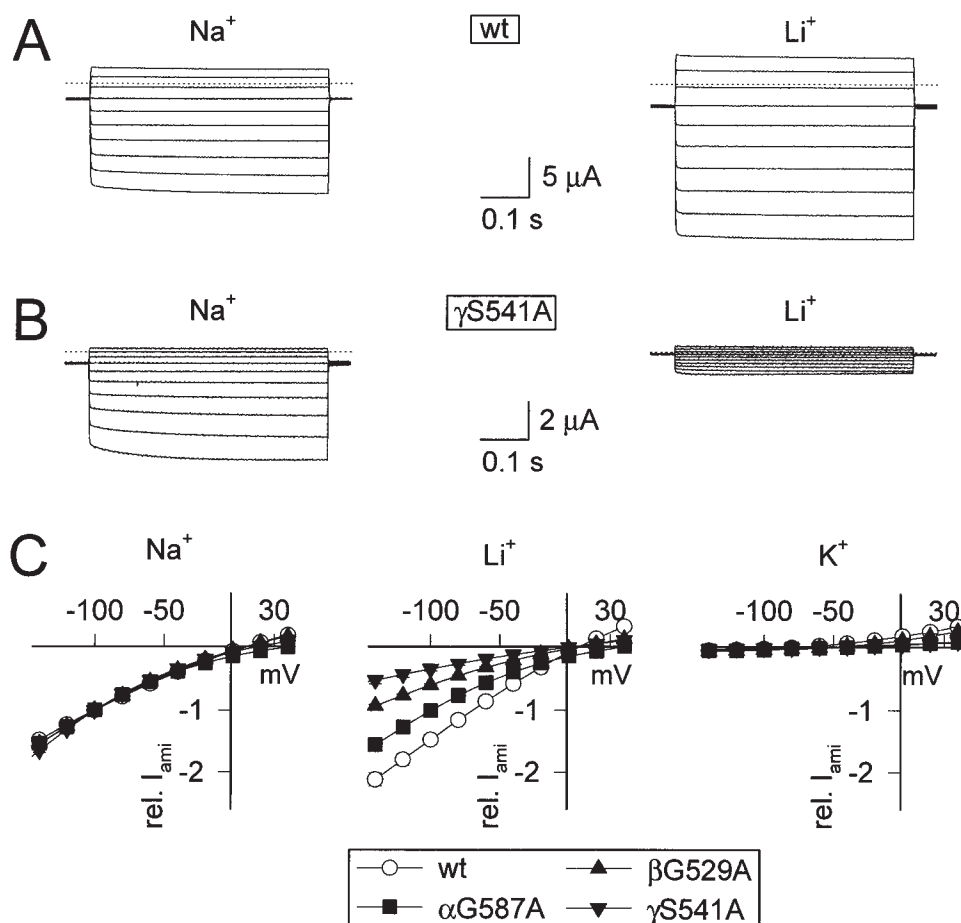 A
Na+
wt
Li+
5 μA
0.1 s
B
Na+
γS541A
Li+
2 μA
0.1 s
C
Na+
Li+
K+
-100 -50 30
-100 -50 30
-100 -50 30
mV
mV
mV
-1
-1
-1
-2
-2
-2
rel. Iami
rel. Iami
rel. Iami
wt
βG529A
αG587A
γS541A